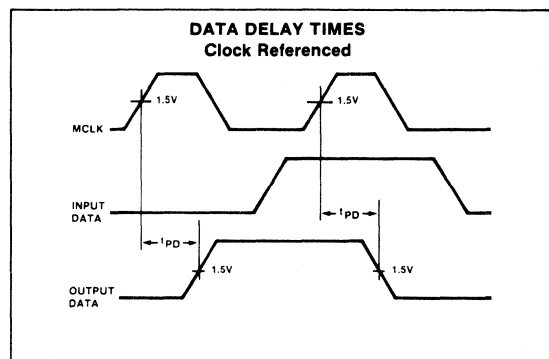 DATA DELAY TIMES
Clock Referenced
1.5V
1.5V
MCLK
INPUT
DATA
tPD
tPD
1.5V
1.5V
OUTPUT
DATA